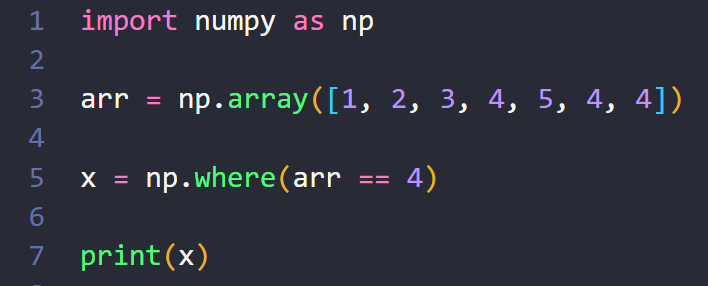 1 import numpy as np
2
3 arr = np.array([1, 2, 3, 4, 5, 4, 4])
4
5 x = np.where(arr == 4)
6
7 print(x)